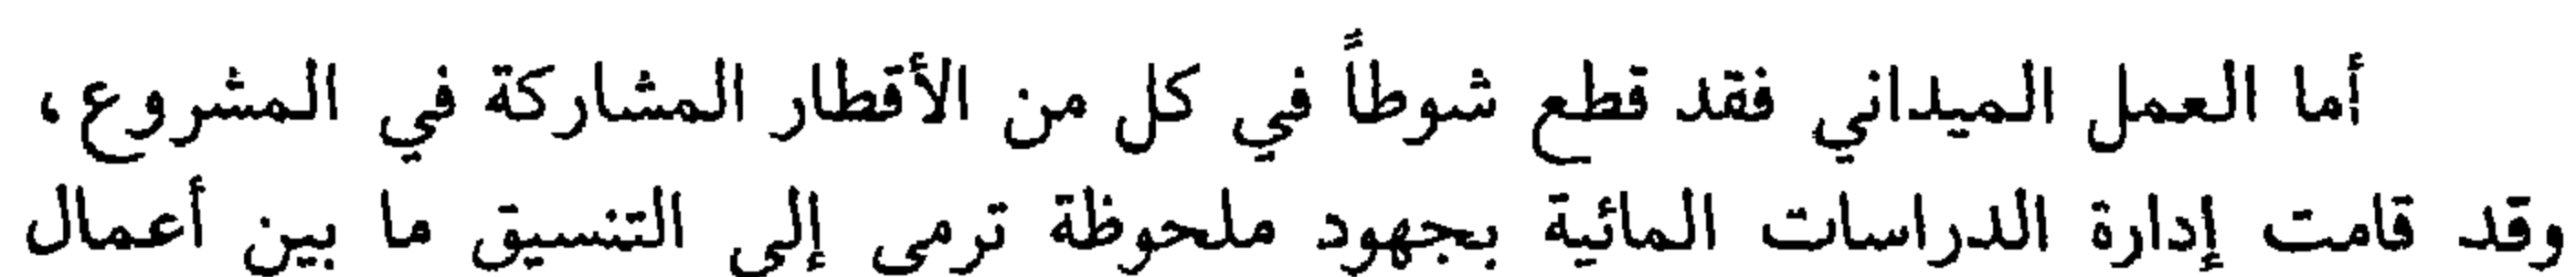 أما العمل الميداني فقد قطع شوطاً في كل من الأقطار المشاركة في المشروع،
وقد قامت إدارة الدراسات المائية بجهود ملحوظة ترمى إلى التنسيق ما بين أعمال